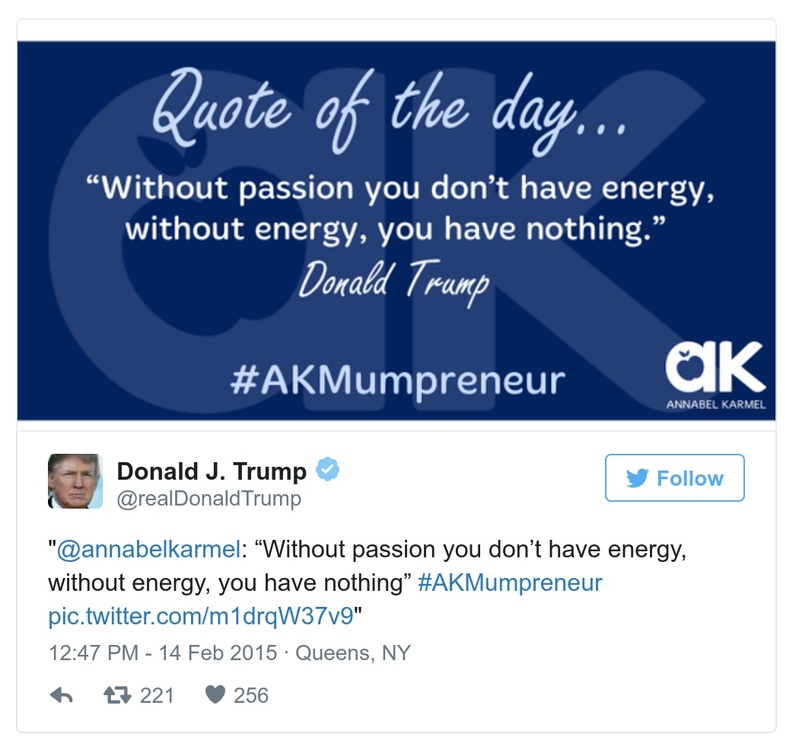 Quote of the day...
“Without passion you don’t have energy,
without energy, you have nothing.”
Donald Trump
#AKMumpreneur
aK
ANNABEL KARMEL
Donald J. Trump
Follow
@realDonaldTrump
"@annabelkarmel: “Without passion you don’t have energy,
without energy, you have nothing” #AKMumpreneur
pic.twitter.com/m1drqW37v9"
12:47 PM - 14 Feb 2015 · Queens, NY
221 256